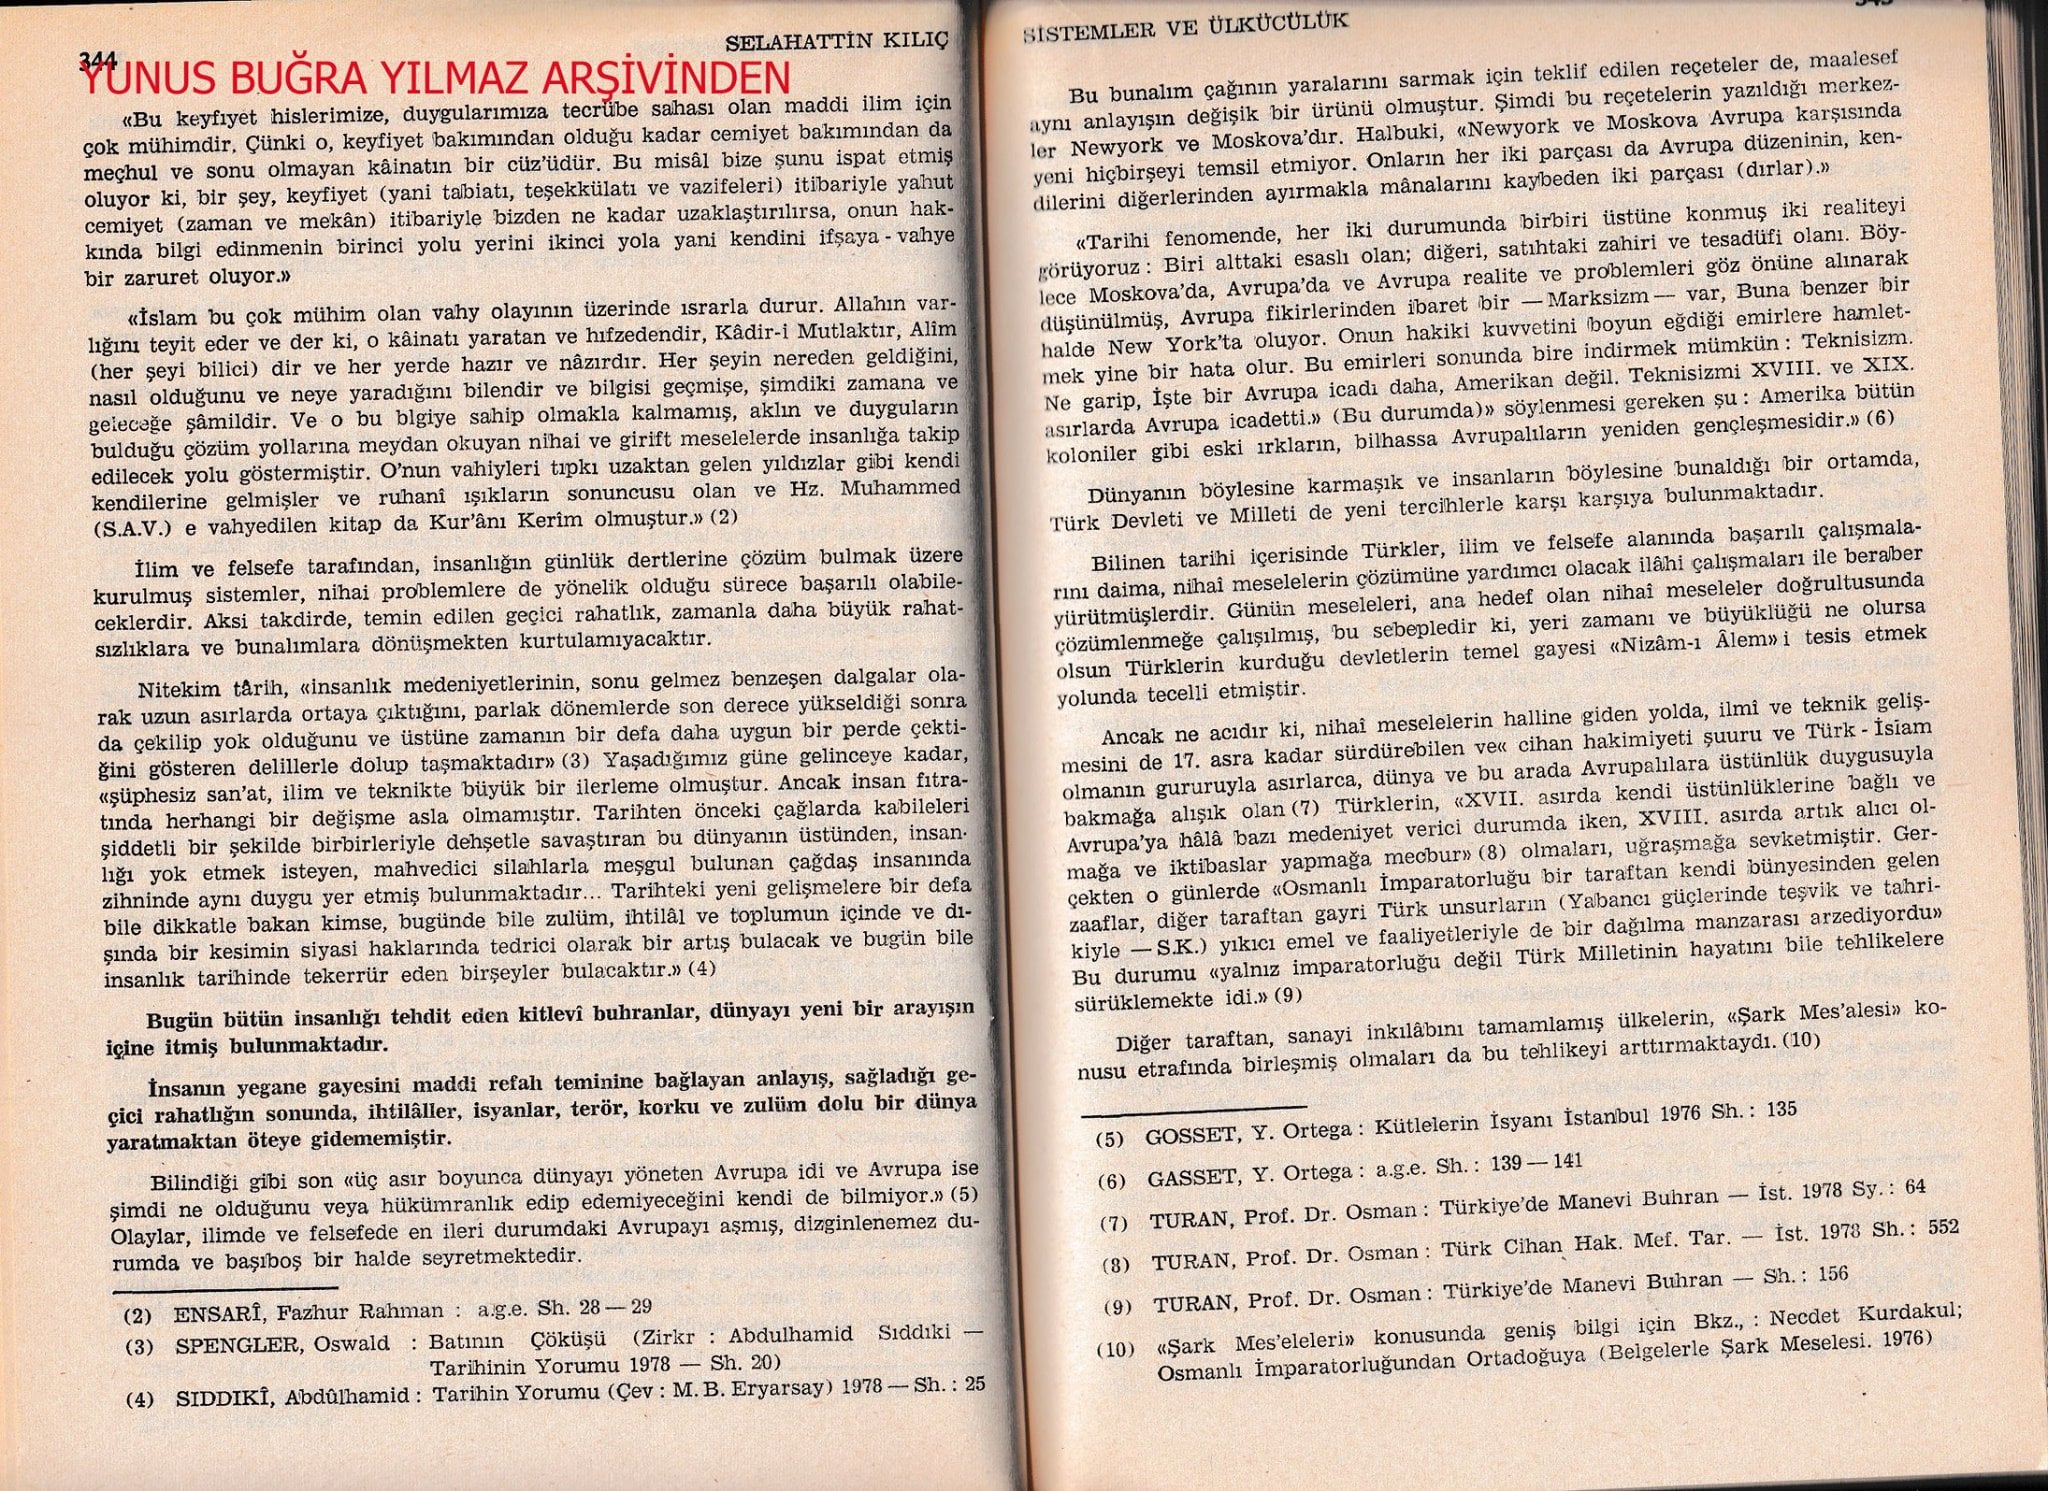 344
SELAHATTİN KILIÇ
YUNUS BUĞRA YILMAZ ARŞİVİNDEN
«Bu keyfiyet hislerimize, duygularımıza tecrübe sahası olan maddi ilim için
çok mühimdir, Çünki o, keyfiyet bakımından olduğu kadar cemiyet bakımından da
meçhul ve sonu olmayan kâinatın bir cüz'üdür. Bu misâl bize şunu ispat etmiş
oluyor ki, bir şey, keyfiyet (yani tabiatı, teşekkülatı ve vazifeleri) itibariyle yahut
cemiyet (zaman ve mekân) itibariyle bizden ne kadar uzaklaştırılırsa, onun hak-
kında bilgi edinmenin birinci yolu yerini ikinci yola yani kendini ifşaya - vahye
bir zaruret oluyor.»
«İslam bu çok mühim olan vahy olayının üzerinde ısrarla durur. Allahın var-
lığını teyit eder ve der ki, o kâinatı yaratan ve hıfzedendir, Kâdir-i Mutlaktır, Alîm
(her şeyi bilici) dir ve her yerde hazır ve nâzırdır. Her şeyin nereden geldiğini,
nasıl olduğunu ve neye yaradığını bilendir ve bilgisi geçmişe, şimdiki zamana ve
geleceğe şâmildir. Ve o bu blgiye sahip olmakla kalmamış, aklın ve duyguların
bulduğu çözüm yollarına meydan okuyan nihai ve girift meselelerde insanlığa takip
edilecek yolu göstermiştir. O'nun vahiyleri tıpkı uzaktan gelen yıldızlar gibi kendi
kendilerine gelmişler ve ruhanî ışıkların sonuncusu olan ve Hz. Muhammed
(S.A.V.) e vahyedilen kitap da Kur'ânı Kerîm olmuştur.» (2)
İlim ve felsefe tarafından, insanlığın günlük dertlerine çözüm bulmak üzere
kurulmuş sistemler, nihai problemlere de yönelik olduğu sürece başarılı olabile-
ceklerdir. Aksi takdirde, temin edilen geçici rahatlık, zamanla daha büyük rahat-
sızlıklara ve bunalımlara dönüşmekten kurtulamıyacaktır.
Nitekim târih, «insanlık medeniyetlerinin, sonu gelmez benzeşen dalgalar ola-
rak uzun asırlarda ortaya çıktığını, parlak dönemlerde son derece yükseldiği sonra
da çekilip yok olduğunu ve üstüne zamanın bir defa daha uygun bir perde çekti-
ğini gösteren delillerle dolup taşmaktadır» (3) Yaşadığımız güne gelinceye kadar,
«şüphesiz san'at, ilim ve teknikte büyük bir ilerleme olmuştur. Ancak insan fıtra-
tında herhangi bir değişme asla olmamıştır. Tarihten önceki çağlarda kabileleri
şiddetli bir şekilde birbirleriyle dehşetle savaştıran bu dünyanın üstünden, insan-
lığı yok etmek isteyen, mahvedici silahlarla meşgul bulunan çağdaş insanında
zihninde aynı duygu yer etmiş bulunmaktadır... Tarihteki yeni gelişmelere bir defa
bile dikkatle bakan kimse, bugünde bile zulüm, ihtilâl ve toplumun içinde ve dı-
şında bir kesimin siyasi haklarında tedrici olarak bir artış bulacak ve bugün bile
insanlık tarihinde tekerrür eden birşeyler bulacaktır.» (4)
Bugün bütün insanlığı tehdit eden kitlevî buhranlar, dünyayı yeni bir arayışın
içine itmiş bulunmaktadır.
İnsanın yegane gayesini maddi refah teminine bağlayan anlayış, sağladığı ge-
çici rahatlığın sonunda, ihtilâller, isyanlar, terör, korku ve zulüm dolu bir dünya
yaratmaktan öteye gidememiştir.
Bilindiği gibi son «üç asır boyunca dünyayı yöneten Avrupa idi ve Avrupa ise
şimdi ne olduğunu veya hükümranlık edip edemiyeceğini kendi de bilmiyor.» (5)
Olaylar, ilimde ve felsefede en ileri durumdaki Avrupayı aşmış, dizginlenemez du-
rumda ve başıboş bir halde seyretmektedir.
(2) ENSARÎ, Fazhur Rahman : a.g.e. Sh. 28 — 29
(3) SPENGLER, Oswald : Batının Çöküşü (Zirkr : Abdulhamid Sıddıki —
Tarihinin Yorumu 1978 — Sh. 20)
(4) SIDDIKÎ, Abdûlhamid : Tarihin Yorumu (Çev : M. B. Eryarsay) 1978 — Sh. : 25
345
SİSTEMLER VE ÜLKÜCÜLÜK
Bu bunalım çağının yaralarını sarmak için teklif edilen reçeteler de, maalesef
aynı anlayışın değişik bir ürünü olmuştur. Şimdi bu reçetelerin yazıldığı merkez-
ler Newyork ve Moskova'dır. Halbuki, «Newyork ve Moskova Avrupa karşısında
yeni hiçbirşeyi temsil etmiyor. Onların her iki parçası da Avrupa düzeninin, ken-
dilerini diğerlerinden ayırmakla mânalarını kaybeden iki parçası (dırlar).»
«Tarihi fenomende, her iki durumunda birbiri üstüne konmuş iki realiteyi
görüyoruz : Biri alttaki esaslı olan; diğeri, satıhtaki zahiri ve tesadüfi olanı. Böy-
lece Moskova'da, Avrupa'da ve Avrupa realite ve problemleri göz önüne alınarak
düşünülmüş, Avrupa fikirlerinden ibaret bir — Marksizm — var, Buna benzer bir
halde New York'ta oluyor. Onun hakiki kuvvetini boyun eğdiği emirlere hamlet-
mek yine bir hata olur. Bu emirleri sonunda bire indirmek mümkün : Teknisizm.
Ne garip, İşte bir Avrupa icadı daha, Amerikan değil. Teknisizmi XVIII. ve XIX.
asırlarda Avrupa icadetti.» (Bu durumda)» söylenmesi gereken şu : Amerika bütün
koloniler gibi eski ırkların, bilhassa Avrupalıların yeniden gençleşmesidir.» (6)
Dünyanın böylesine karmaşık ve insanların böylesine bunaldığı bir ortamda,
Türk Devleti ve Milleti de yeni tercihlerle karşı karşıya bulunmaktadır.
Bilinen tarihi içerisinde Türkler, ilim ve felsefe alanında başarılı çalışmala-
rını daima, nihaî meselelerin çözümüne yardımcı olacak ilâhi çalışmaları ile beraber
yürütmüşlerdir. Günün meseleleri, ana hedef olan nihaî meseleler doğrultusunda
çözümlenmeğe çalışılmış, bu sebepledir ki, yeri zamanı ve büyüklüğü ne olursa
olsun Türklerin kurduğu devletlerin temel gayesi «Nizâm-ı Âlem» i tesis etmek
yolunda tecelli etmiştir.
Ancak ne acıdır ki, nihaî meselelerin halline giden yolda, ilmî ve teknik geliş-
mesini de 17. asra kadar sürdürebilen ve« cihan hakimiyeti şuuru ve Türk - İslam
olmanın gururuyla asırlarca, dünya ve bu arada Avrupalılara üstünlük duygusuyla
bakmağa alışık olan (7) Türklerin, «XVII. asırda kendi üstünlüklerine bağlı ve
Avrupa'ya hâlâ bazı medeniyet verici durumda iken, XVIII. asırda artık alıcı ol-
mağa ve iktibaslar yapmağa mecbur» (8) olmaları, uğraşmağa sevketmiştir. Ger-
çekten o günlerde «Osmanlı İmparatorluğu bir taraftan kendi bünyesinden gelen
zaaflar, diğer taraftan gayri Türk unsurların (Yabancı güçlerinde teşvik ve tahri-
kiyle — S.K.) yıkıcı emel ve faaliyetleriyle de bir dağılma manzarası arzediyordu»
Bu durumu «yalnız imparatorluğu değil Türk Milletinin hayatını bile tehlikelere
sürüklemekte idi.» (9)
Diğer taraftan, sanayi inkılâbını tamamlamış ülkelerin, «Şark Mes'alesi» ko-
nusu etrafında birleşmiş olmaları da bu tehlikeyi arttırmaktaydı. (10)
(5) GOSSET, Y. Ortega : Kütlelerin İsyanı İstanbul 1976 Sh. : 135
(6) GASSET, Y. Ortega : a.g.e. Sh. : 139 — 141
(7) TURAN, Prof. Dr. Osman : Türkiye'de Manevi Buhran — İst. 1978 Sy. : 64
(8) TURAN, Prof. Dr. Osman : Türk Cihan Hak. Mef. Tar. — İst. 1978 Sh. : 552
(9) TURAN, Prof. Dr. Osman : Türkiye'de Manevi Buhran — Sh. : 156
(10) «Şark Mes'eleleri» konusunda geniş bilgi için Bkz., : Necdet Kurdakul;
Osmanlı İmparatorluğundan Ortadoğuya (Belgelerle Şark Meselesi. 1976)